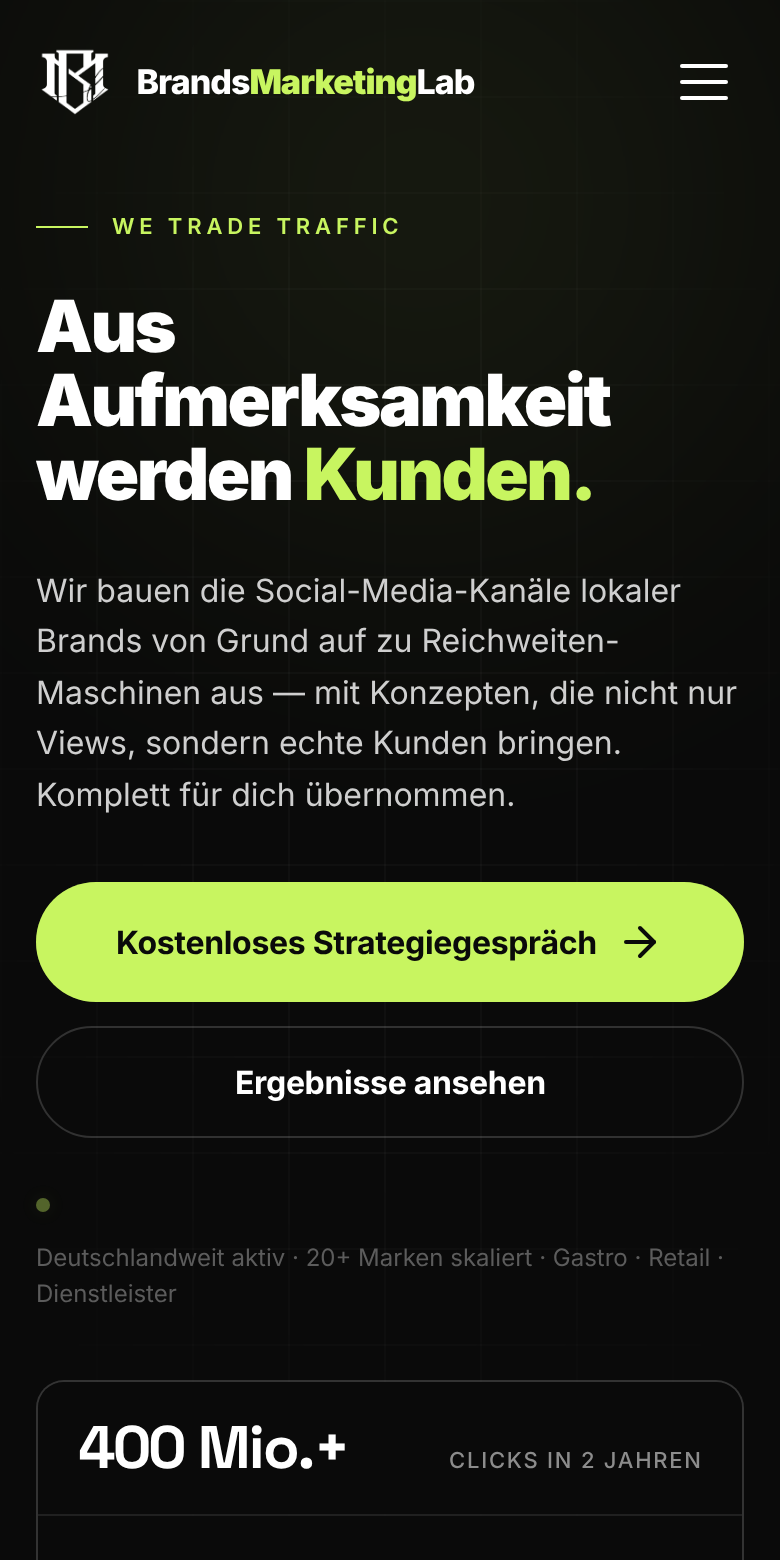 BrandsMarketingLab
WE TRADE TRAFFIC
Aus
Aufmerksamkeit
werden Kunden.
Wir bauen die Social-Media-Kanäle lokaler
Brands von Grund auf zu Reichweiten-
Maschinen aus — mit Konzepten, die nicht nur
Views, sondern echte Kunden bringen.
Komplett für dich übernommen.
Kostenloses Strategiegespräch →
Ergebnisse ansehen
Deutschlandweit aktiv · 20+ Marken skaliert · Gastro · Retail ·
Dienstleister
400 Mio.+ CLICKS IN 2 JAHREN